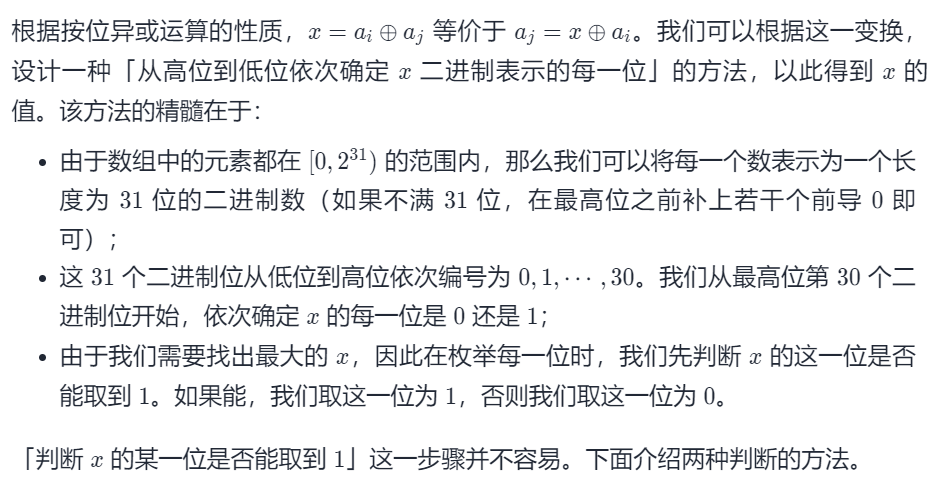 根据按位异或运算的性质，x = aᵢ ⊕ aⱼ 等价于 aⱼ = x ⊕ aᵢ。我们可以根据这一变换，
设计一种「从高位到低位依次确定 x 二进制表示的每一位」的方法，以此得到 x 的
值。该方法的精髓在于：
• 由于数组中的元素都在 [0, 2³¹) 的范围内，那么我们可以将每一个数表示为一个长
度为 31 位的二进制数（如果不满 31 位，在最高位之前补上若干个前导 0 即
可）；
• 这 31 个二进制位从低位到高位依次编号为 0, 1, ⋯ , 30。我们从最高位第 30 个二
进制位开始，依次确定 x 的每一位是 0 还是 1；
• 由于我们需要找出最大的 x，因此在枚举每一位时，我们先判断 x 的这一位是否
能取到 1。如果能，我们取这一位为 1，否则我们取这一位为 0。
「判断 x 的某一位是否能取到 1」这一步骤并不容易。下面介绍两种判断的方法。